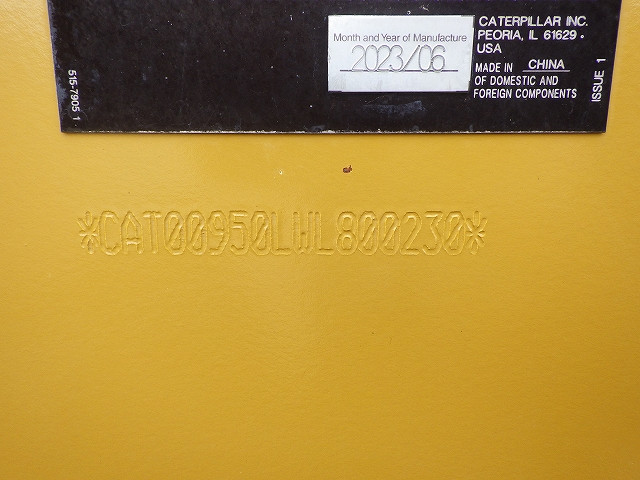 CATERPILLAR INC.
PEORIA, IL 61629
USA
Month and Year of Manufacture
2023/06
MADE IN CHINA
OF DOMESTIC AND
FOREIGN COMPONENTS
ISSUE 1
515-7905 1
*CAT00950LWL800230*